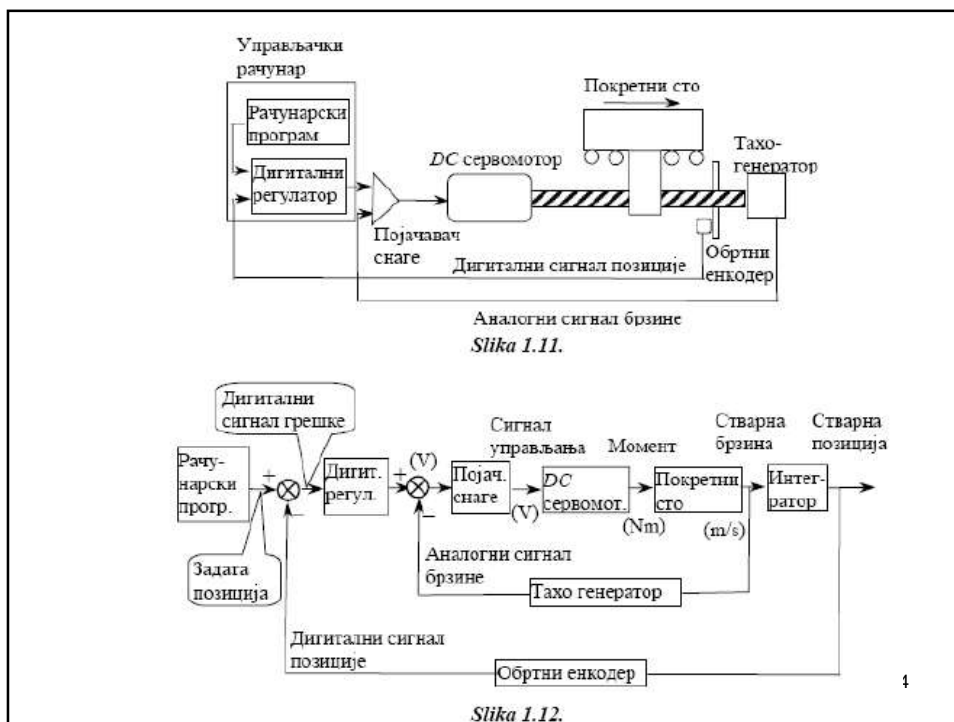 Управљачки
рачунар
Рачунарски
програм
Дигитални
регулатор
Појачавач
снаге
DC сервомотор
Покретни сто
Тахо-
генератор
Обртни
енкодер
Дигитални сигнал позиције
Аналогни сигнал брзине
Slika 1.11.
Дигитални
сигнал грешке
Рачу-
нарски
прогр.
+
−
Задата
позиција
Дигит.
регул.
+
(V)
−
Појач.
снаге
Сигнал
управљања
(V)
DC
сервомот.
Момент
(Nm)
Покретни
сто
Стварна
брзина
(m/s)
Интег-
ратор
Стварна
позиција
Аналогни сигнал
брзине
Тахо генератор
Дигитални сигнал
позиције
Обртни енкодер
Slika 1.12.
4